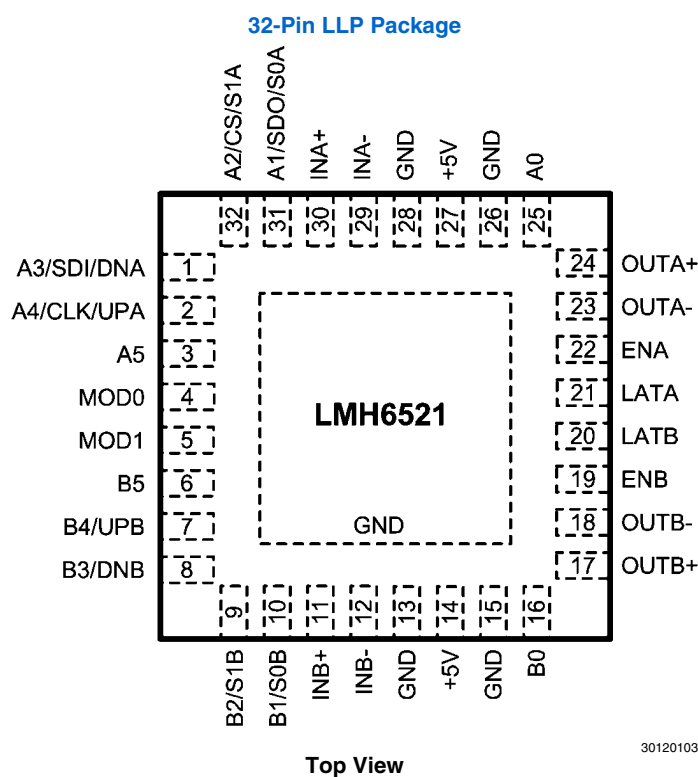 32-Pin LLP Package
A2/CS/S1A
A1/SDO/S0A
INA+
INA-
GND
+5V
GND
A0
32
31
30
29
28
27
26
25
A3/SDI/DNA 1
A4/CLK/UPA 2
A5 3
MOD0 4
MOD1 5
B5 6
B4/UPB 7
B3/DNB 8
LMH6521
GND
24 OUTA+
23 OUTA-
22 ENA
21 LATA
20 LATB
19 ENB
18 OUTB-
17 OUTB+
9
10
11
12
13
14
15
16
B2/S1B
B1/S0B
INB+
INB-
GND
+5V
GND
B0
30120103
Top View